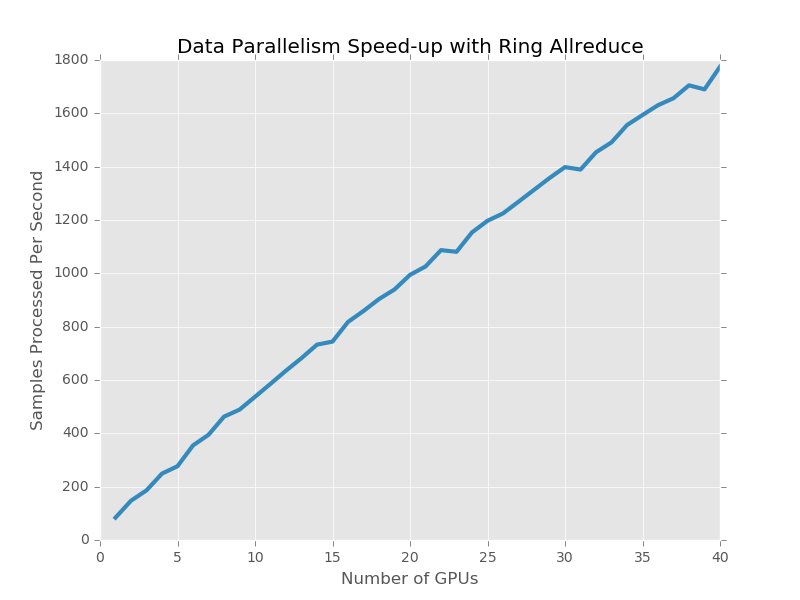 Data Parallelism Speed-up with Ring Allreduce
1800
1600
1400
1200
1000
800
600
400
200
0
Samples Processed Per Second
0 5 10 15 20 25 30 35 40
Number of GPUs